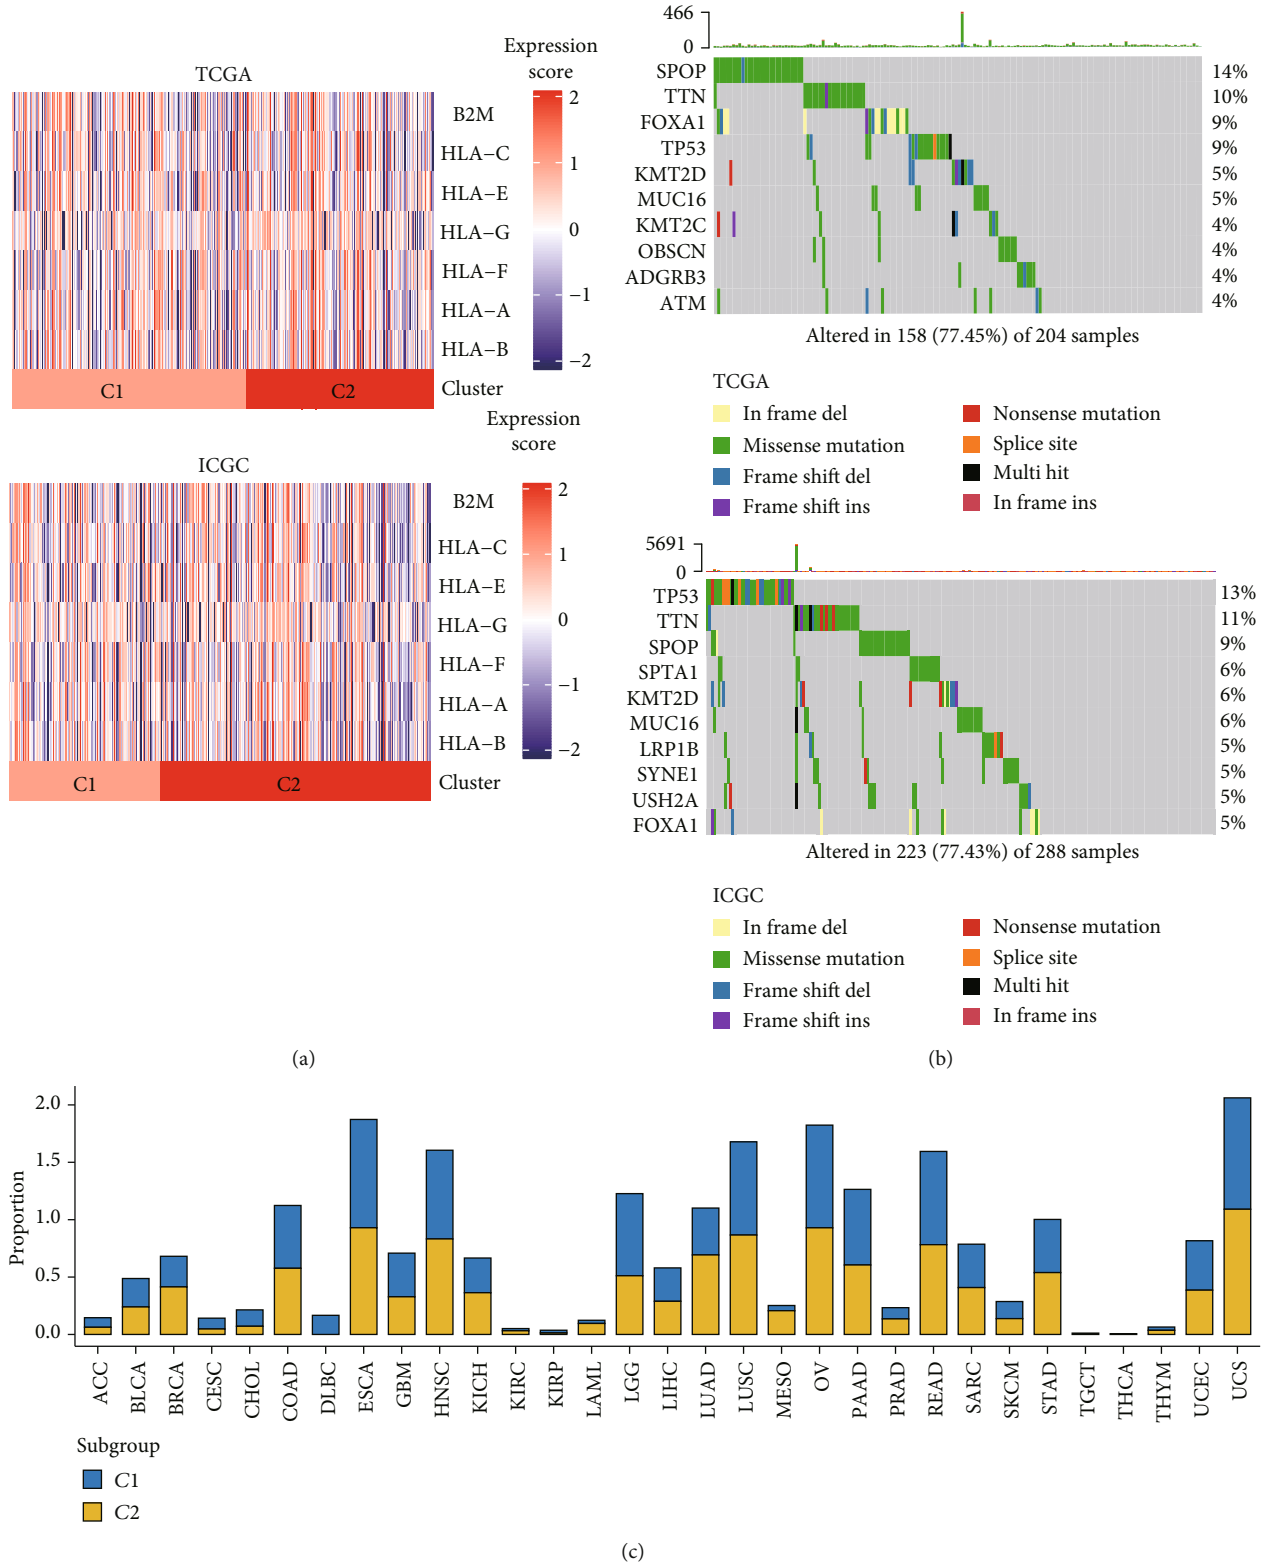 TCGA
Expression
score
B2M
HLA−C
HLA−E
HLA−G
HLA−F
HLA−A
HLA−B
Cluster
C1
C2
2
1
0
−1
−2
ICGC
Expression
score
B2M
HLA−C
HLA−E
HLA−G
HLA−F
HLA−A
HLA−B
Cluster
C1
C2
2
1
0
−1
−2
(a)
466
0
SPOP 14%
TTN 10%
FOXA1 9%
TP53 9%
KMT2D 5%
MUC16 5%
KMT2C 4%
OBSCN 4%
ADGRB3 4%
ATM 4%
Altered in 158 (77.45%) of 204 samples
TCGA
In frame del
Missense mutation
Frame shift del
Frame shift ins
Nonsense mutation
Splice site
Multi hit
In frame ins
5691
0
TP53 13%
TTN 11%
SPOP 9%
SPTA1 6%
KMT2D 6%
MUC16 6%
LRP1B 5%
SYNE1 5%
USH2A 5%
FOXA1 5%
Altered in 223 (77.43%) of 288 samples
ICGC
In frame del
Missense mutation
Frame shift del
Frame shift ins
Nonsense mutation
Splice site
Multi hit
In frame ins
(b)
Proportion
2.0
1.5
1.0
0.5
0.0
ACC
BLCA
BRCA
CESC
CHOL
COAD
DLBC
ESCA
GBM
HNSC
KICH
KIRC
KIRP
LAML
LGG
LIHC
LUAD
LUSC
MESO
OV
PAAD
PRAD
READ
SARC
SKCM
STAD
TGCT
THCA
THYM
UCEC
UCS
Subgroup
C1
C2
(c)